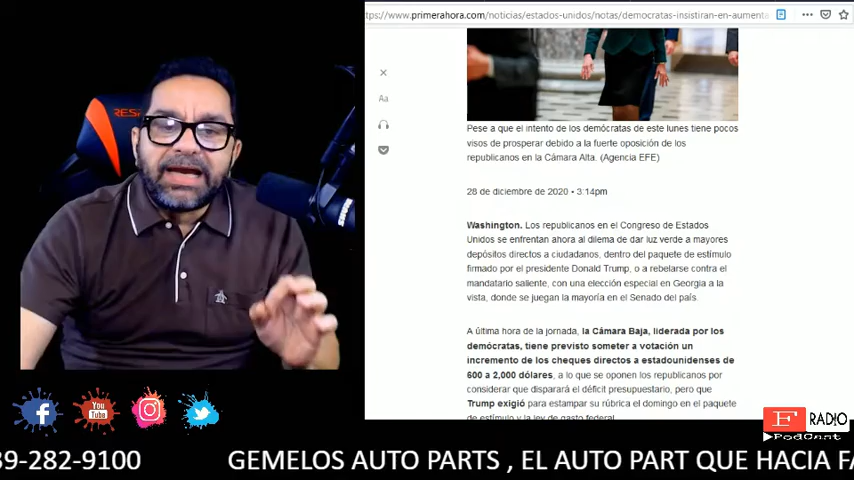 ttps://www.primerahora.com/noticias/estados-unidos/notas/democratas-insistiran-en-aumenta
Aa
Pese a que el intento de los demócratas de este lunes tiene pocos
visos de prosperar debido a la fuerte oposición de los
republicanos en la Cámara Alta. (Agencia EFE)
28 de diciembre de 2020 • 3:14pm
Washington. Los republicanos en el Congreso de Estados
Unidos se enfrentan ahora al dilema de dar luz verde a mayores
depósitos directos a ciudadanos, dentro del paquete de estímulo
firmado por el presidente Donald Trump, o a rebelarse contra el
mandatario saliente, con una elección especial en Georgia a la
vista, donde se juegan la mayoría en el Senado del país.
A última hora de la jornada, la Cámara Baja, liderada por los
demócratas, tiene previsto someter a votación un
incremento de los cheques directos a estadounidenses de
600 a 2,000 dólares, a lo que se oponen los republicanos por
considerar que disparará el déficit presupuestario, pero que
Trump exigió para estampar su rúbrica el domingo en el paquete
de estímulo y la ley de gasto federal.
You
Tube
F RADIO
PodCast
39-282-9100 GEMELOS AUTO PARTS , EL AUTO PART QUE HACIA FA